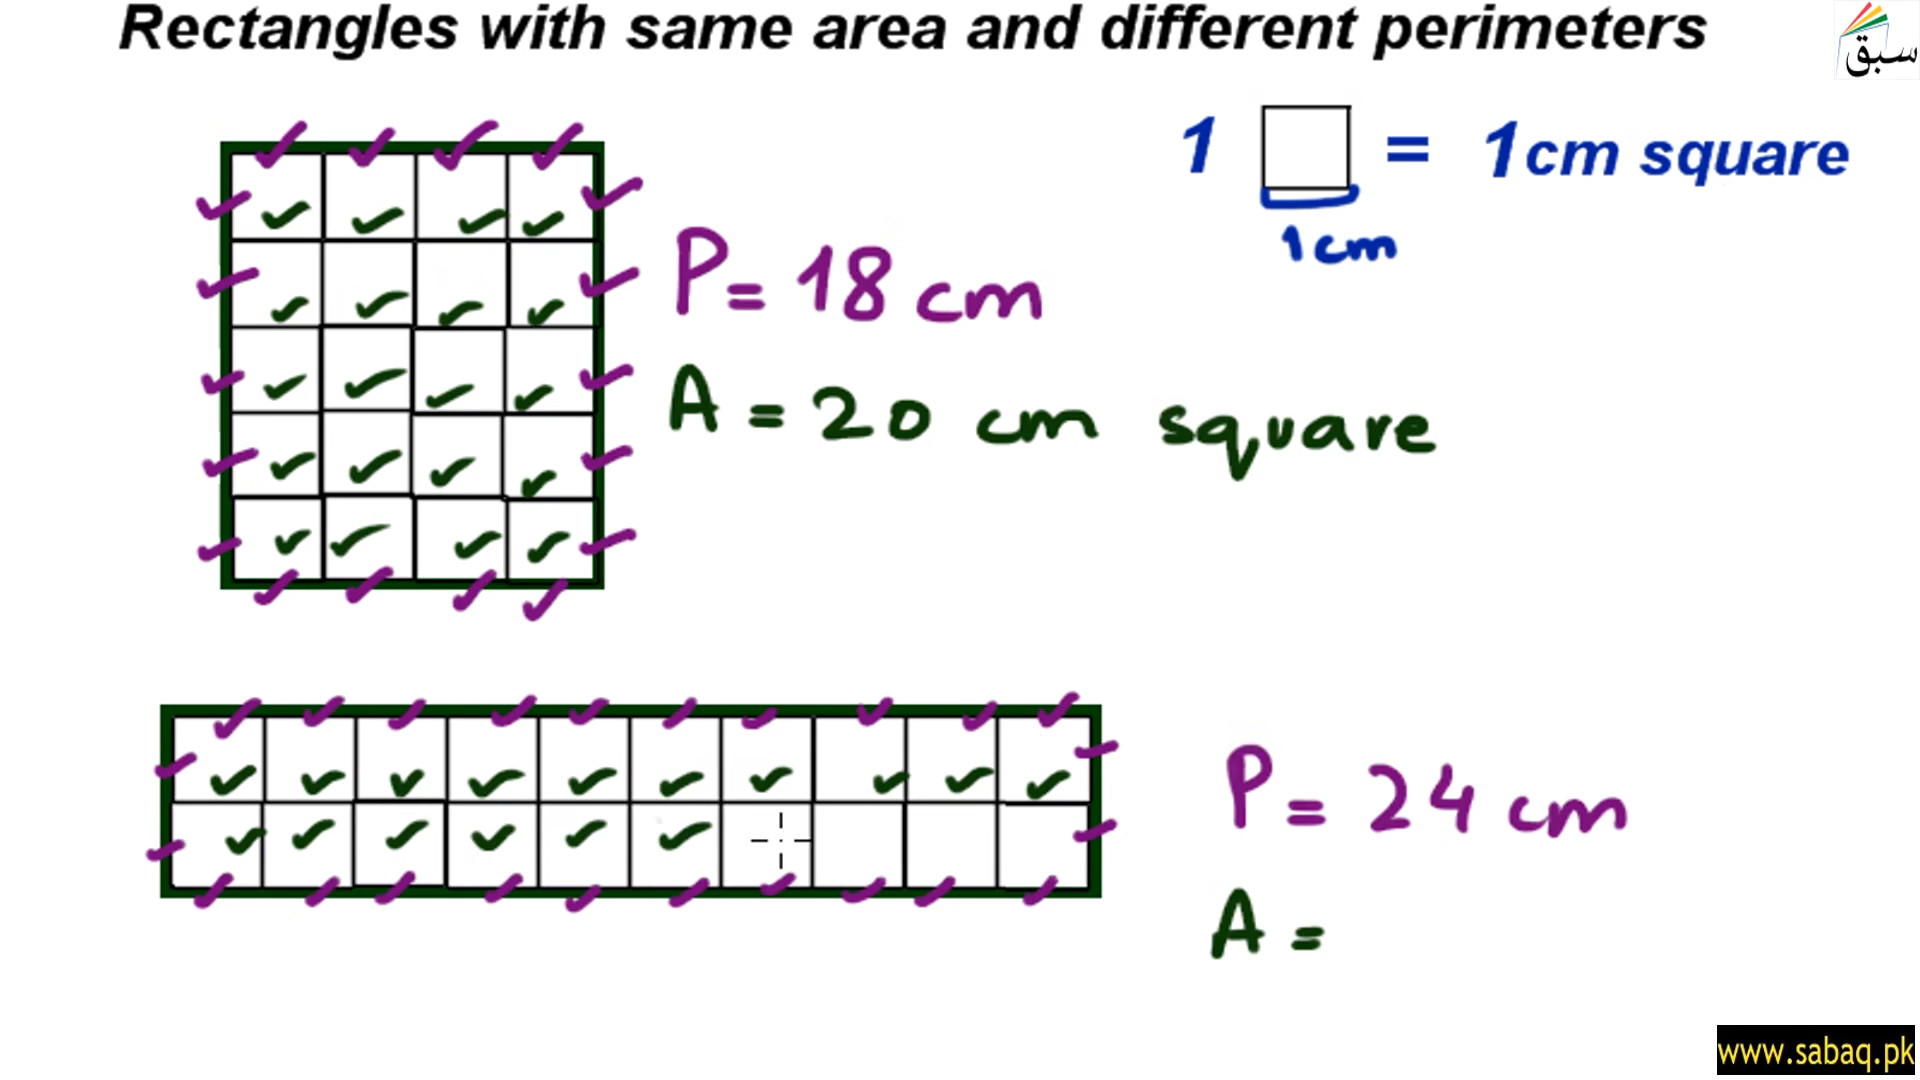 Rectangles with same area and different perimeters
سبق
1 = 1cm square
1cm
P = 18 cm
A = 20 cm square
P = 24 cm
A =
www.sabaq.pk